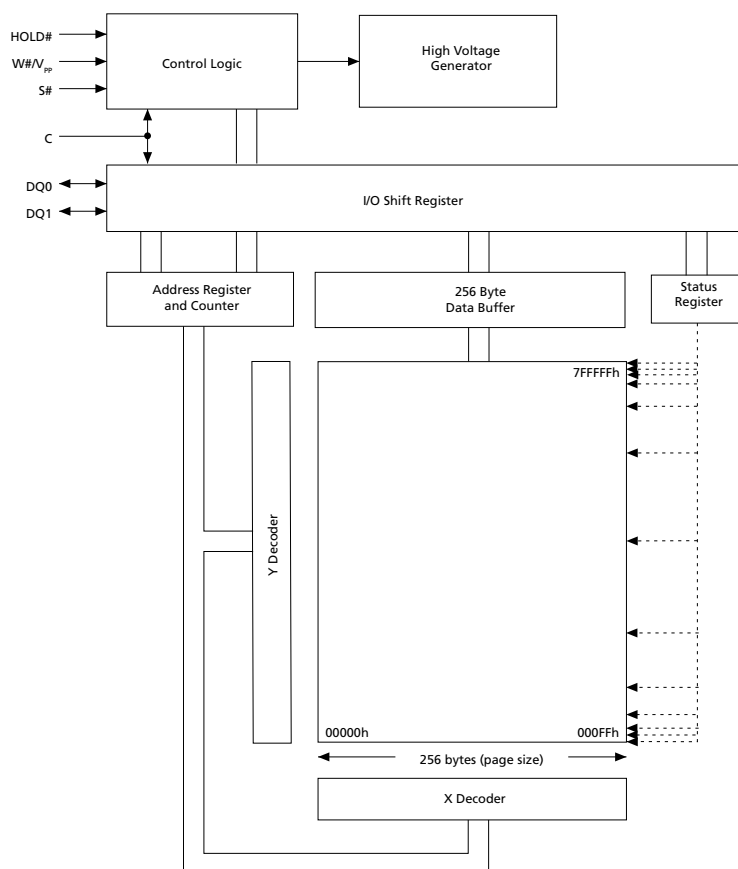 HOLD#
W#/VPP
S#
Control Logic
High Voltage
Generator
C
DQ0
DQ1
I/O Shift Register
Address Register
and Counter
256 Byte
Data Buffer
Status
Register
7FFFFFh
Y Decoder
00000h
000FFh
256 bytes (page size)
X Decoder